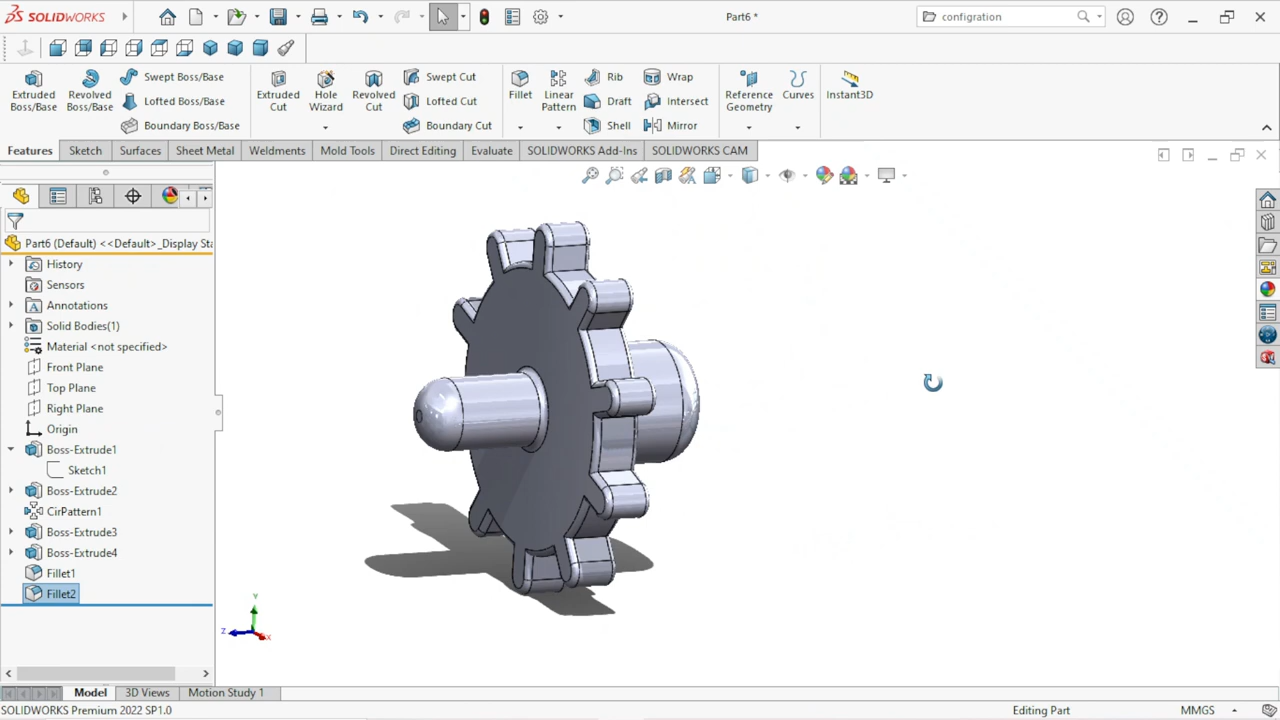 SOLIDWORKS
Part6 *
configration
Extruded Boss/Base
Revolved Boss/Base
Swept Boss/Base
Lofted Boss/Base
Boundary Boss/Base
Extruded Cut
Hole Wizard
Revolved Cut
Swept Cut
Lofted Cut
Boundary Cut
Fillet
Linear Pattern
Rib
Draft
Shell
Wrap
Intersect
Mirror
Reference Geometry
Curves
Instant3D
Features
Sketch
Surfaces
Sheet Metal
Weldments
Mold Tools
Direct Editing
Evaluate
SOLIDWORKS Add-Ins
SOLIDWORKS CAM
Part6 (Default) <<Default>_Display Sta
History
Sensors
Annotations
Solid Bodies(1)
Material <not specified>
Front Plane
Top Plane
Right Plane
Origin
Boss-Extrude1
Sketch1
Boss-Extrude2
CirPattern1
Boss-Extrude3
Boss-Extrude4
Fillet1
Fillet2
Y
Z
X
Model
3D Views
Motion Study 1
SOLIDWORKS Premium 2022 SP1.0
Editing Part
MMGS